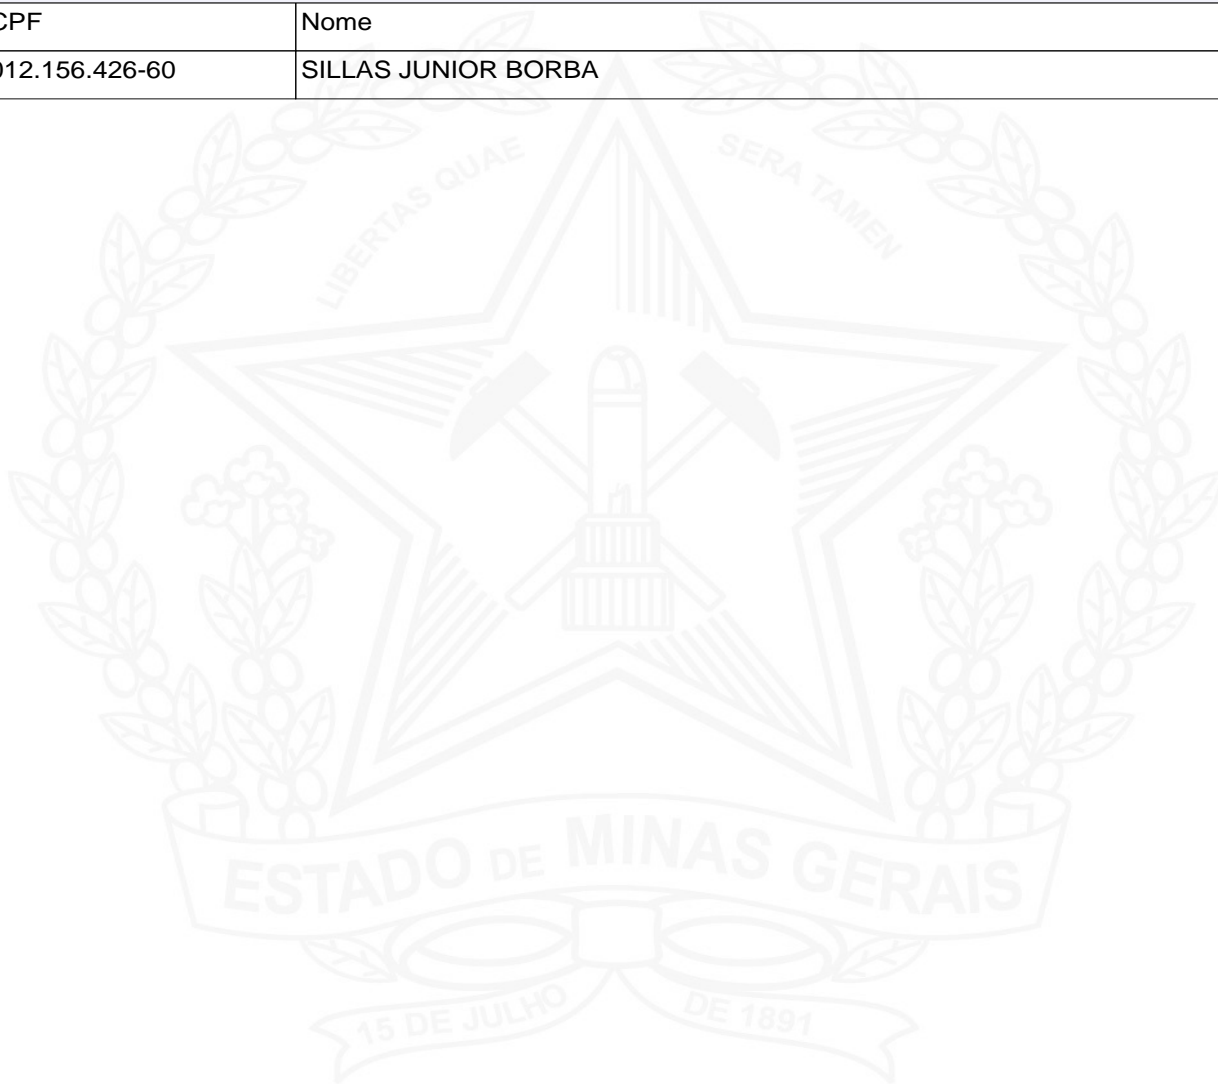 CPF Nome
012.156.426-60 SILLAS JUNIOR BORBA
LIBERTAS QUAE SERA TAMEN
ESTADO DE MINAS GERAIS
15 DE JULHO DE 1891